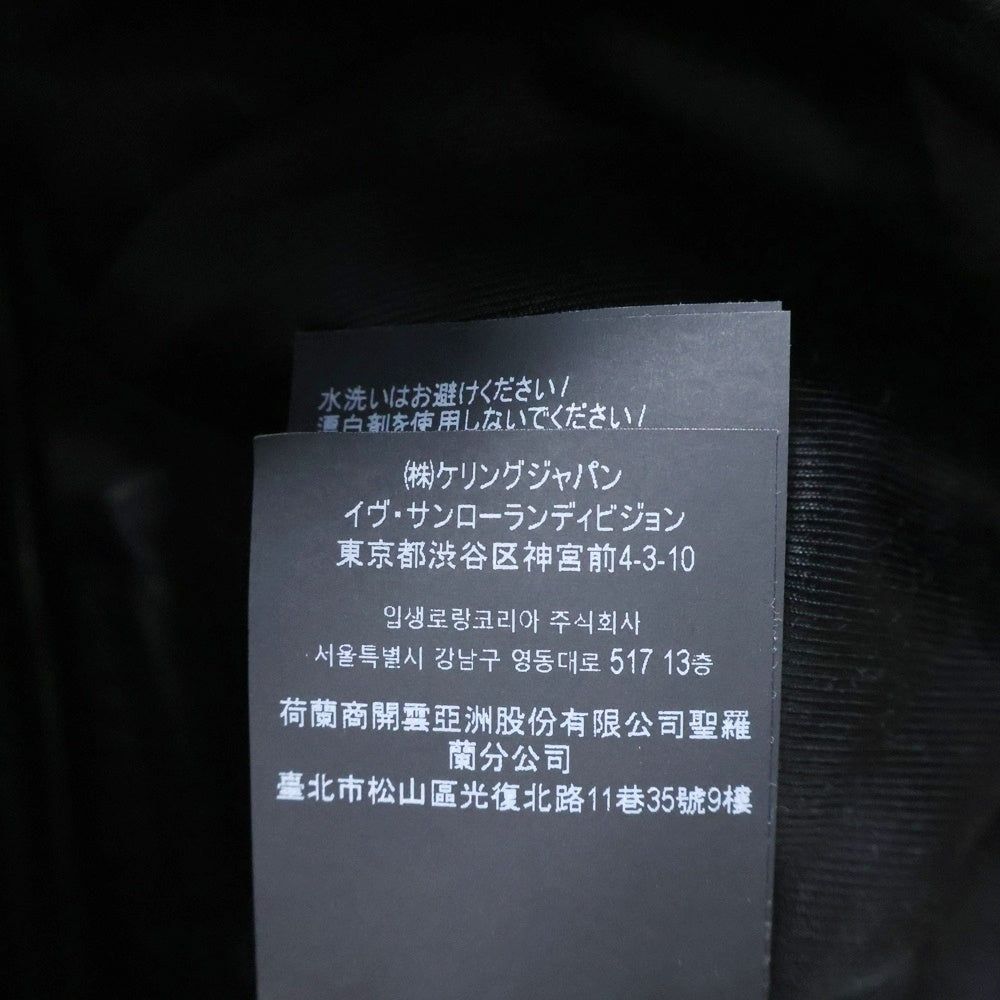 水洗いはお避けください/
漂白剤を使用しないでください/
(株)ケリングジャパン
イヴ・サンローランディビジョン
東京都渋谷区神宮前4-3-10
입생로랑코리아 주식회사
서울특별시 강남구 영동대로 517 13층
荷蘭商開雲亞洲股份有限公司聖羅
蘭分公司
臺北市松山區光復北路11巷35號9樓